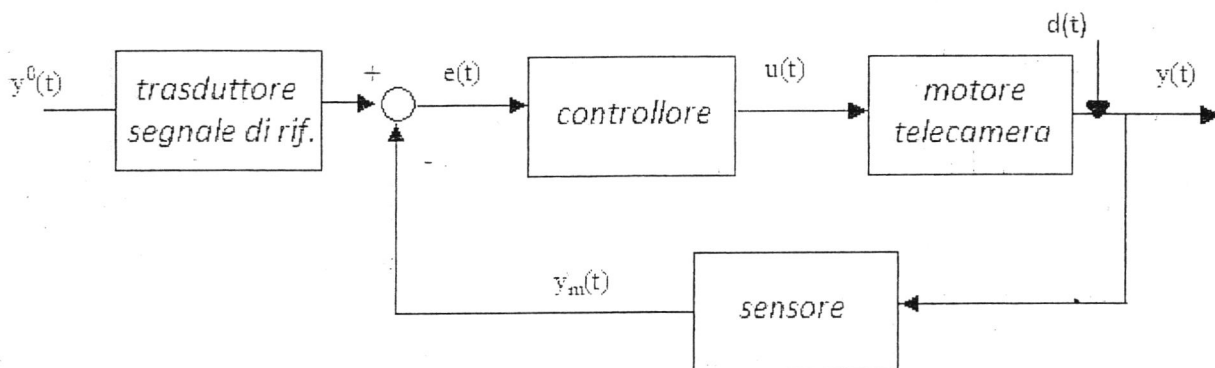 d(t)
y⁰(t)
trasduttore
segnale di rif.
+
e(t)
controllore
u(t)
motore
telecamera
y(t)
-
yₘ(t)
sensore